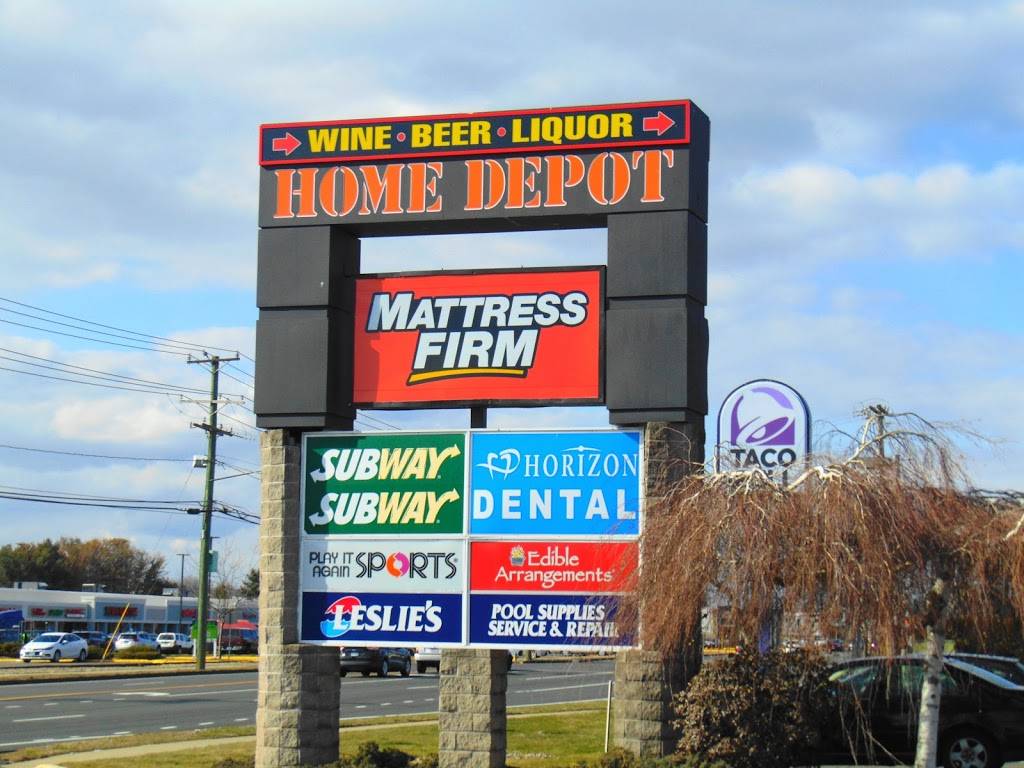 WINE • BEER • LIQUOR
HOME DEPOT
MATTRESS
FIRM
SUBWAY
SUBWAY
HORIZON
DENTAL
PLAY IT
AGAIN SPORTS
Edible
Arrangements
LESLIE'S
POOL SUPPLIES
SERVICE & REPAIR
TACO